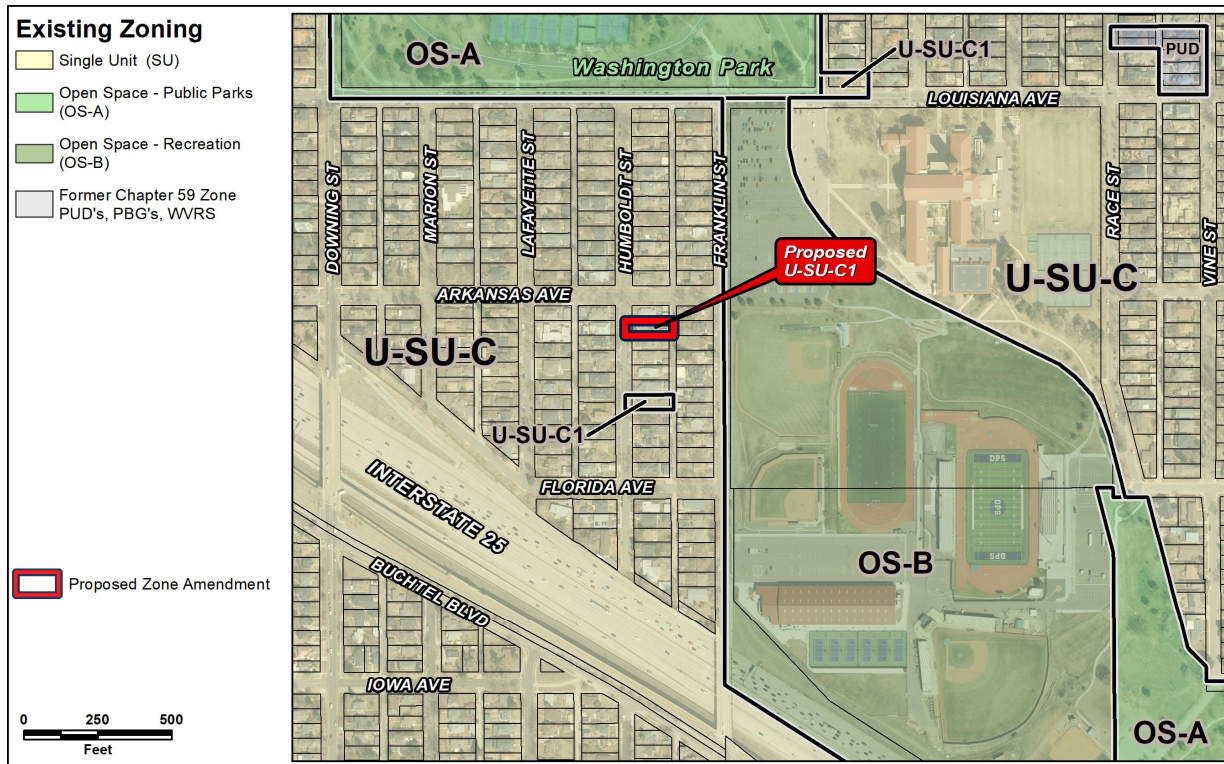 Existing Zoning
Single Unit (SU)
Open Space - Public Parks
(OS-A)
Open Space - Recreation
(OS-B)
Former Chapter 59 Zone
PUD's, PBG's, WVRS
Proposed Zone Amendment
0 250 500
Feet
OS-A
Washington Park
U-SU-C1
PUD
LOUISIANA AVE
DOWNING ST
MARION ST
LAFAYETTE ST
HUMBOLDT ST
FRANKLIN ST
RACE ST
VINE ST
Proposed
U-SU-C1
U-SU-C
ARKANSAS AVE
U-SU-C
U-SU-C1
DPS
FLORIDA AVE
INTERSTATE 25
DPS
DPS
OS-B
BUCHTEL BLVD
IOWA AVE
OS-A